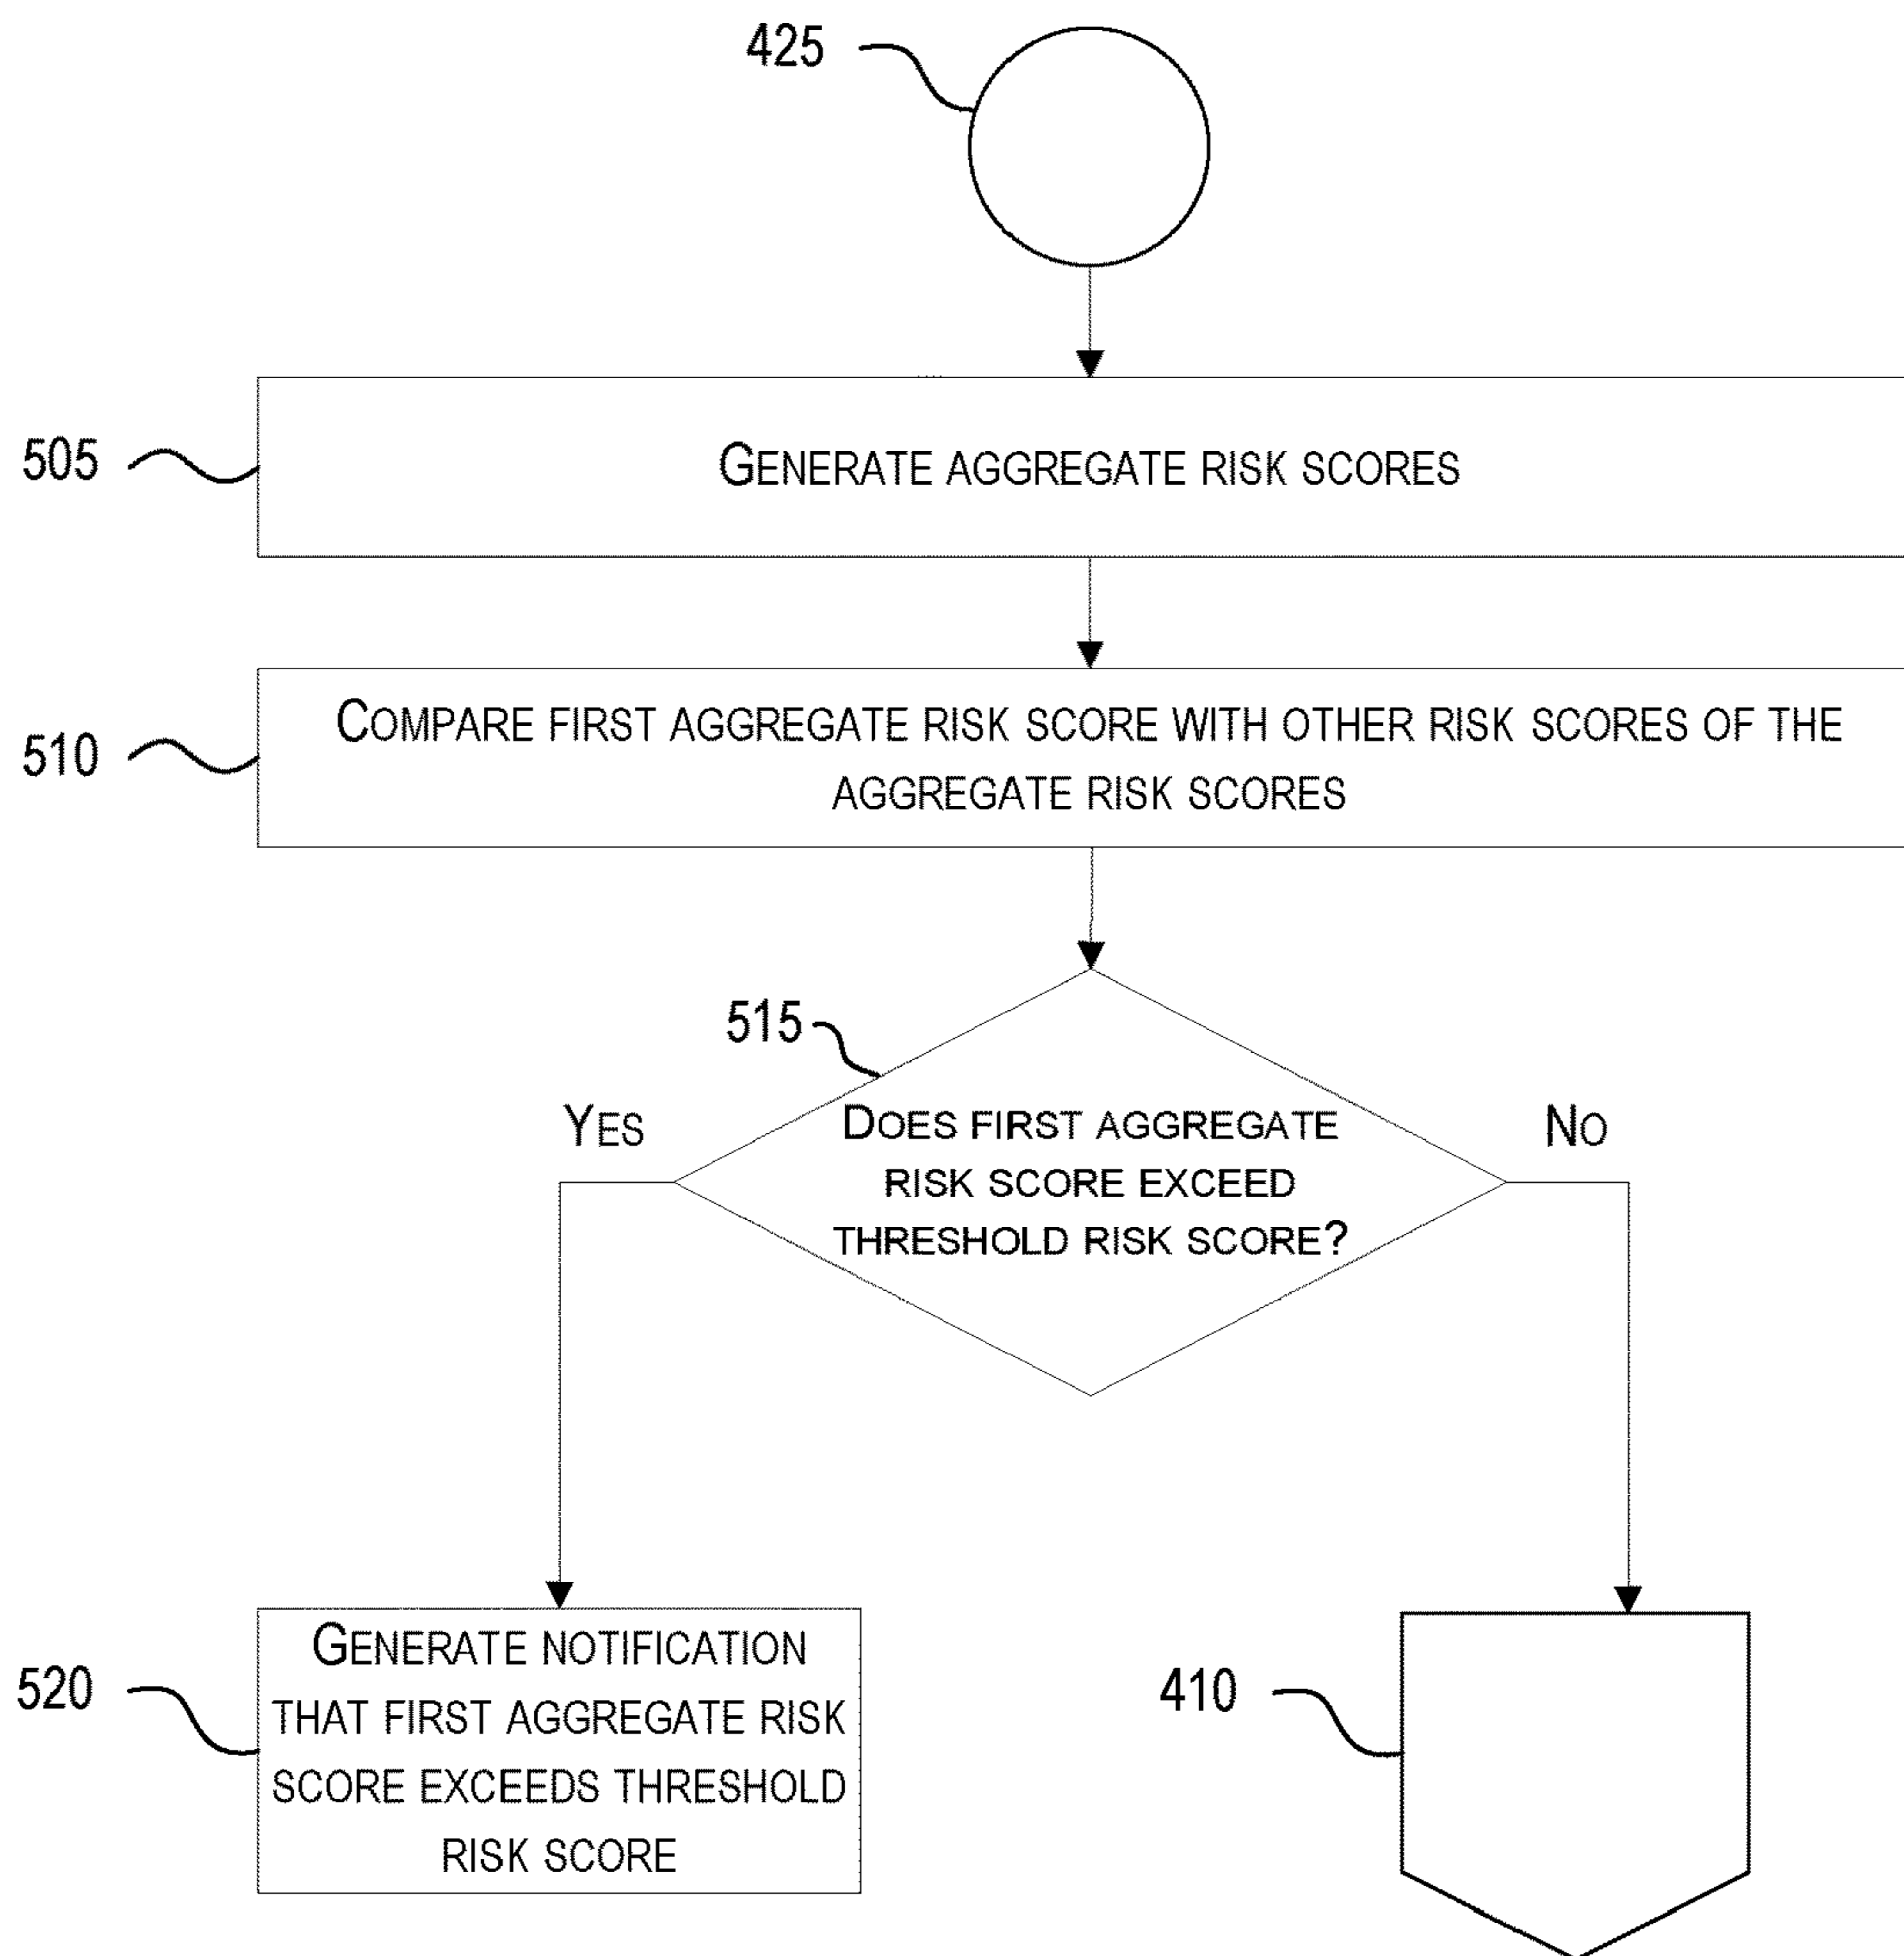 425
505
GENERATE AGGREGATE RISK SCORES
510
COMPARE FIRST AGGREGATE RISK SCORE WITH OTHER RISK SCORES OF THE
AGGREGATE RISK SCORES
515
YES
DOES FIRST AGGREGATE
RISK SCORE EXCEED
THRESHOLD RISK SCORE?
NO
520
GENERATE NOTIFICATION
THAT FIRST AGGREGATE RISK
SCORE EXCEEDS THRESHOLD
RISK SCORE
410